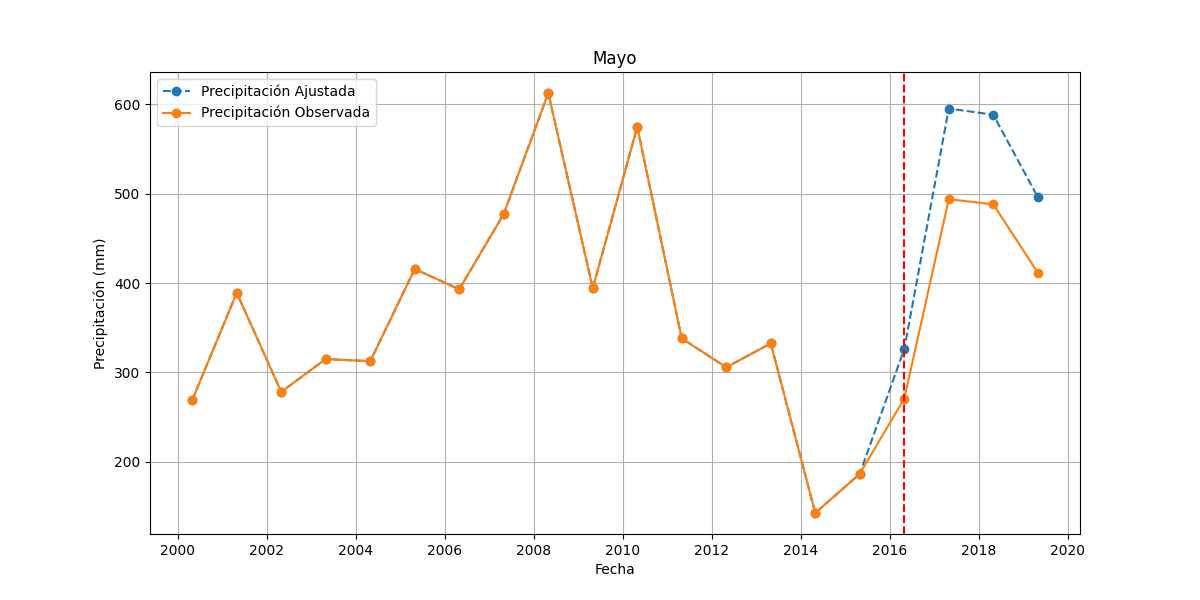 Mayo
Precipitación Ajustada
Precipitación Observada
600
500
400
300
200
Precipitación (mm)
2000 2002 2004 2006 2008 2010 2012 2014 2016 2018 2020
Fecha